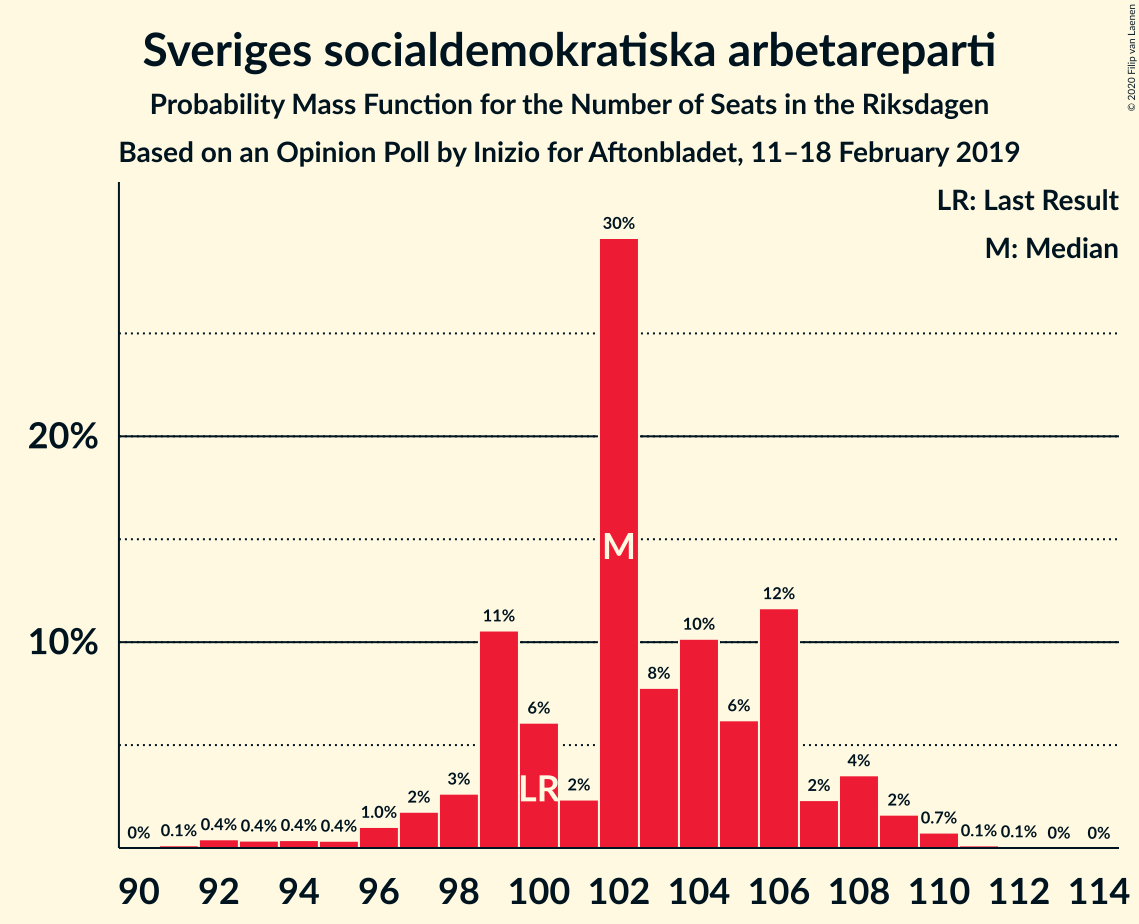 Sveriges socialdemokratiska arbetareparti
Probability Mass Function for the Number of Seats in the Riksdagen
Based on an Opinion Poll by Inizio for Aftonbladet, 11–18 February 2019
© 2020 Filip van Laenen
LR: Last Result
M: Median
20%
10%
0% 0.1% 0.4% 0.4% 0.4% 0.4% 1.0% 2% 3% 11% 6% 2% 30% 8% 10% 6% 12% 2% 4% 2% 0.7% 0.1% 0.1% 0% 0%
M
LR
90 92 94 96 98 100 102 104 106 108 110 112 114